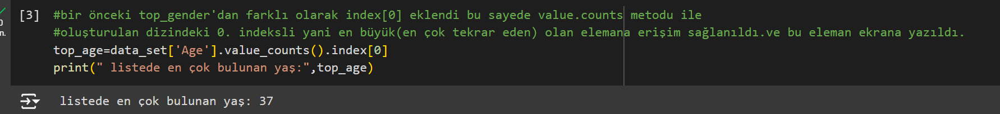 [3] #bir önceki top_gender'dan farklı olarak index[0] eklendi bu sayede value.counts metodu ile
#oluşturulan dizindeki 0. indeksli yani en büyük(en çok tekrar eden) olan elemana erişim sağlanıldı.ve bu eleman ekrana yazıldı.
top_age=data_set['Age'].value_counts().index[0]
print(" listede en çok bulunan yaş:",top_age)
listede en çok bulunan yaş: 37